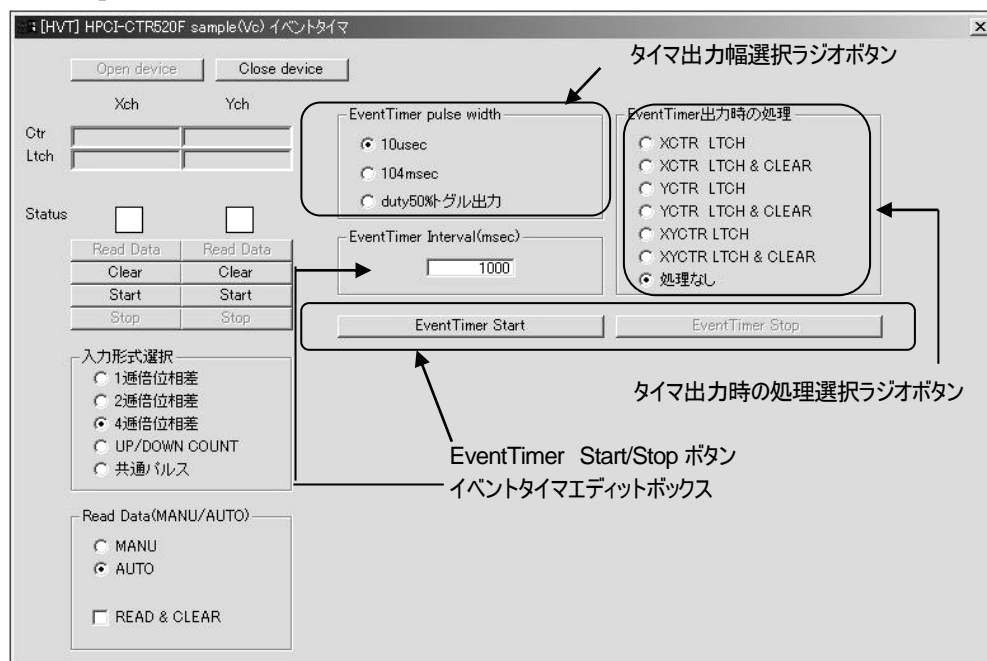 [HVT] HPCI-CTR520F sample(Vc) イベントタイマ
タイマ出力幅選択ラジオボタン
Open device
Close device
Xch
Ych
Ctr
Ltch
Status
Read Data
Read Data
Clear
Clear
Start
Start
Stop
Stop
EventTimer pulse width
10usec
104msec
duty50%トグル出力
EventTimer Interval(msec)
1000
EventTimer出力時の処理
XCTR LTCH
XCTR LTCH & CLEAR
YCTR LTCH
YCTR LTCH & CLEAR
XYCTR LTCH
XYCTR LTCH & CLEAR
処理なし
EventTimer Start
EventTimer Stop
タイマ出力時の処理選択ラジオボタン
EventTimer Start/Stop ボタン
イベントタイマエディットボックス
入力形式選択
1逓倍位相差
2逓倍位相差
4逓倍位相差
UP/DOWN COUNT
共通パルス
Read Data(MANU/AUTO)
MANU
AUTO
READ & CLEAR